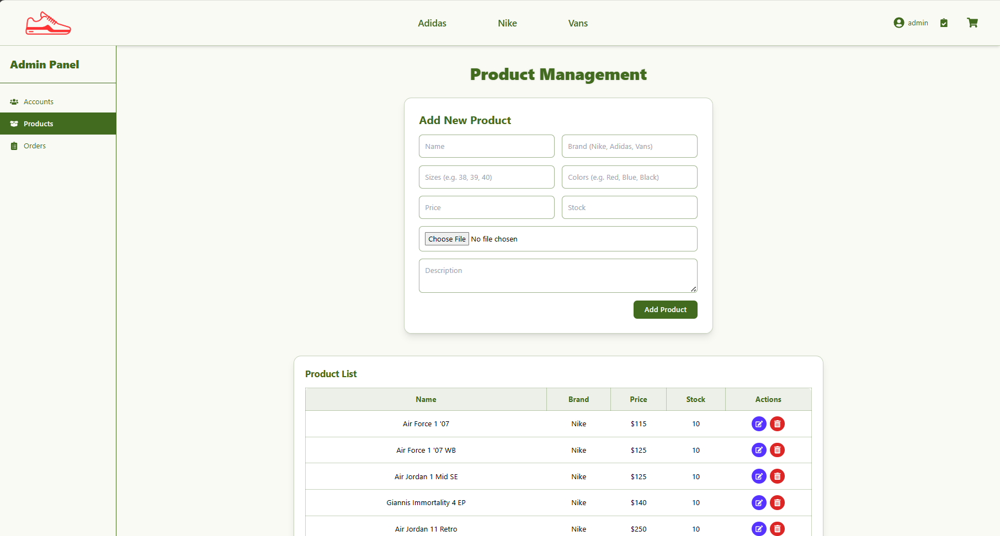 Adidas Nike Vans admin
Admin Panel
Accounts
Products
Orders
Product Management
Add New Product
Name Brand (Nike, Adidas, Vans)
Sizes (e.g. 38, 39, 40) Colors (e.g. Red, Blue, Black)
Price Stock
Choose File No file chosen
Description
Add Product
Product List
Name Brand Price Stock Actions
Air Force 1 '07 Nike $115 10
Air Force 1 '07 WB Nike $125 10
Air Jordan 1 Mid SE Nike $125 10
Giannis Immortality 4 EP Nike $140 10
Air Jordan 11 Retro Nike $250 10